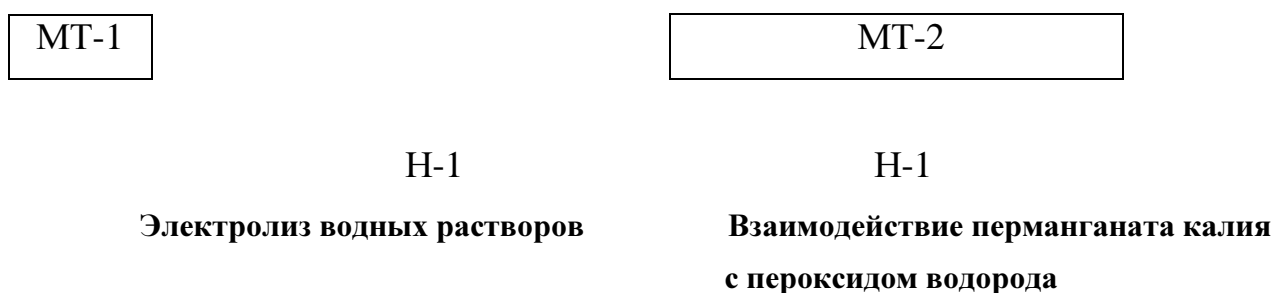 МТ-1
МТ-2
Н-1
Н-1
Электролиз водных растворов
Взаимодействие перманганата калия
с пероксидом водорода